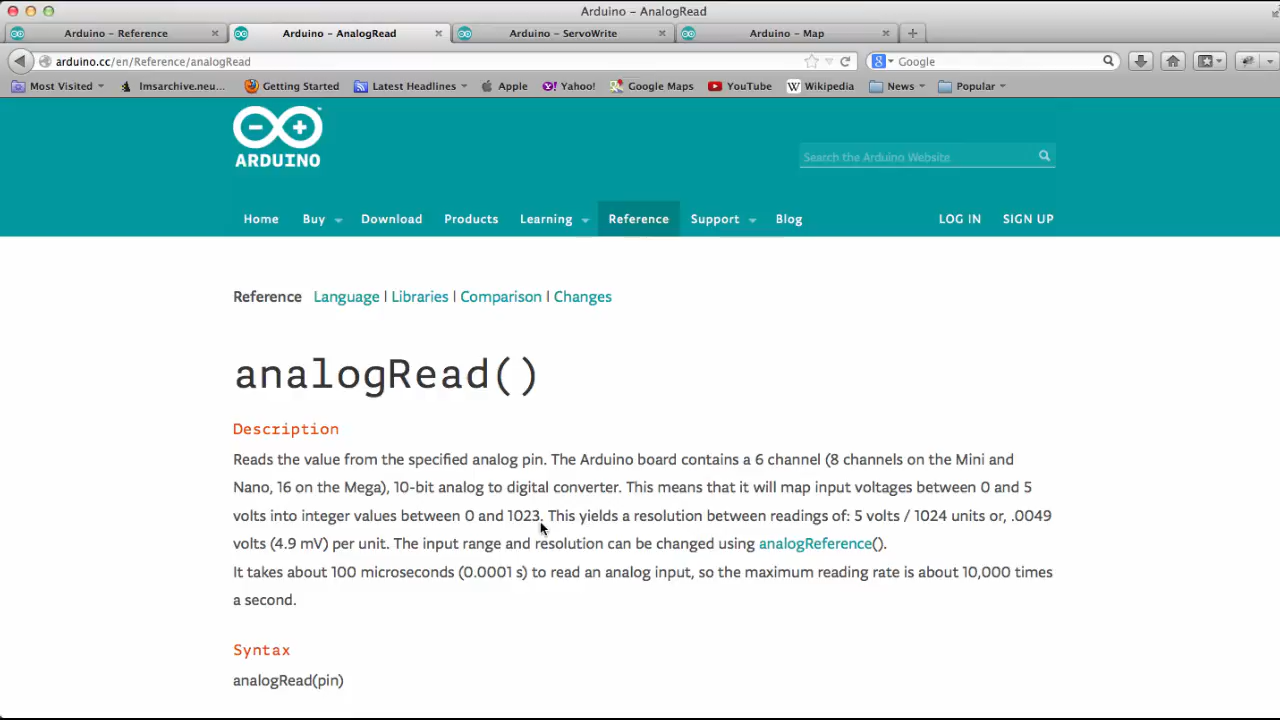 Arduino – AnalogRead
Arduino – Reference
Arduino – AnalogRead
Arduino – ServoWrite
Arduino – Map
arduino.cc/en/Reference/analogRead
Google
Most Visited
Imsarchive.neu...
Getting Started
Latest Headlines
Apple
Yahoo!
Google Maps
YouTube
Wikipedia
News
Popular
ARDUINO
Search the Arduino Website
Home Buy Download Products Learning Reference Support Blog LOG IN SIGN UP
Reference Language | Libraries | Comparison | Changes
analogRead()
Description
Reads the value from the specified analog pin. The Arduino board contains a 6 channel (8 channels on the Mini and
Nano, 16 on the Mega), 10-bit analog to digital converter. This means that it will map input voltages between 0 and 5
volts into integer values between 0 and 1023. This yields a resolution between readings of: 5 volts / 1024 units or, .0049
volts (4.9 mV) per unit. The input range and resolution can be changed using analogReference().
It takes about 100 microseconds (0.0001 s) to read an analog input, so the maximum reading rate is about 10,000 times
a second.
Syntax
analogRead(pin)